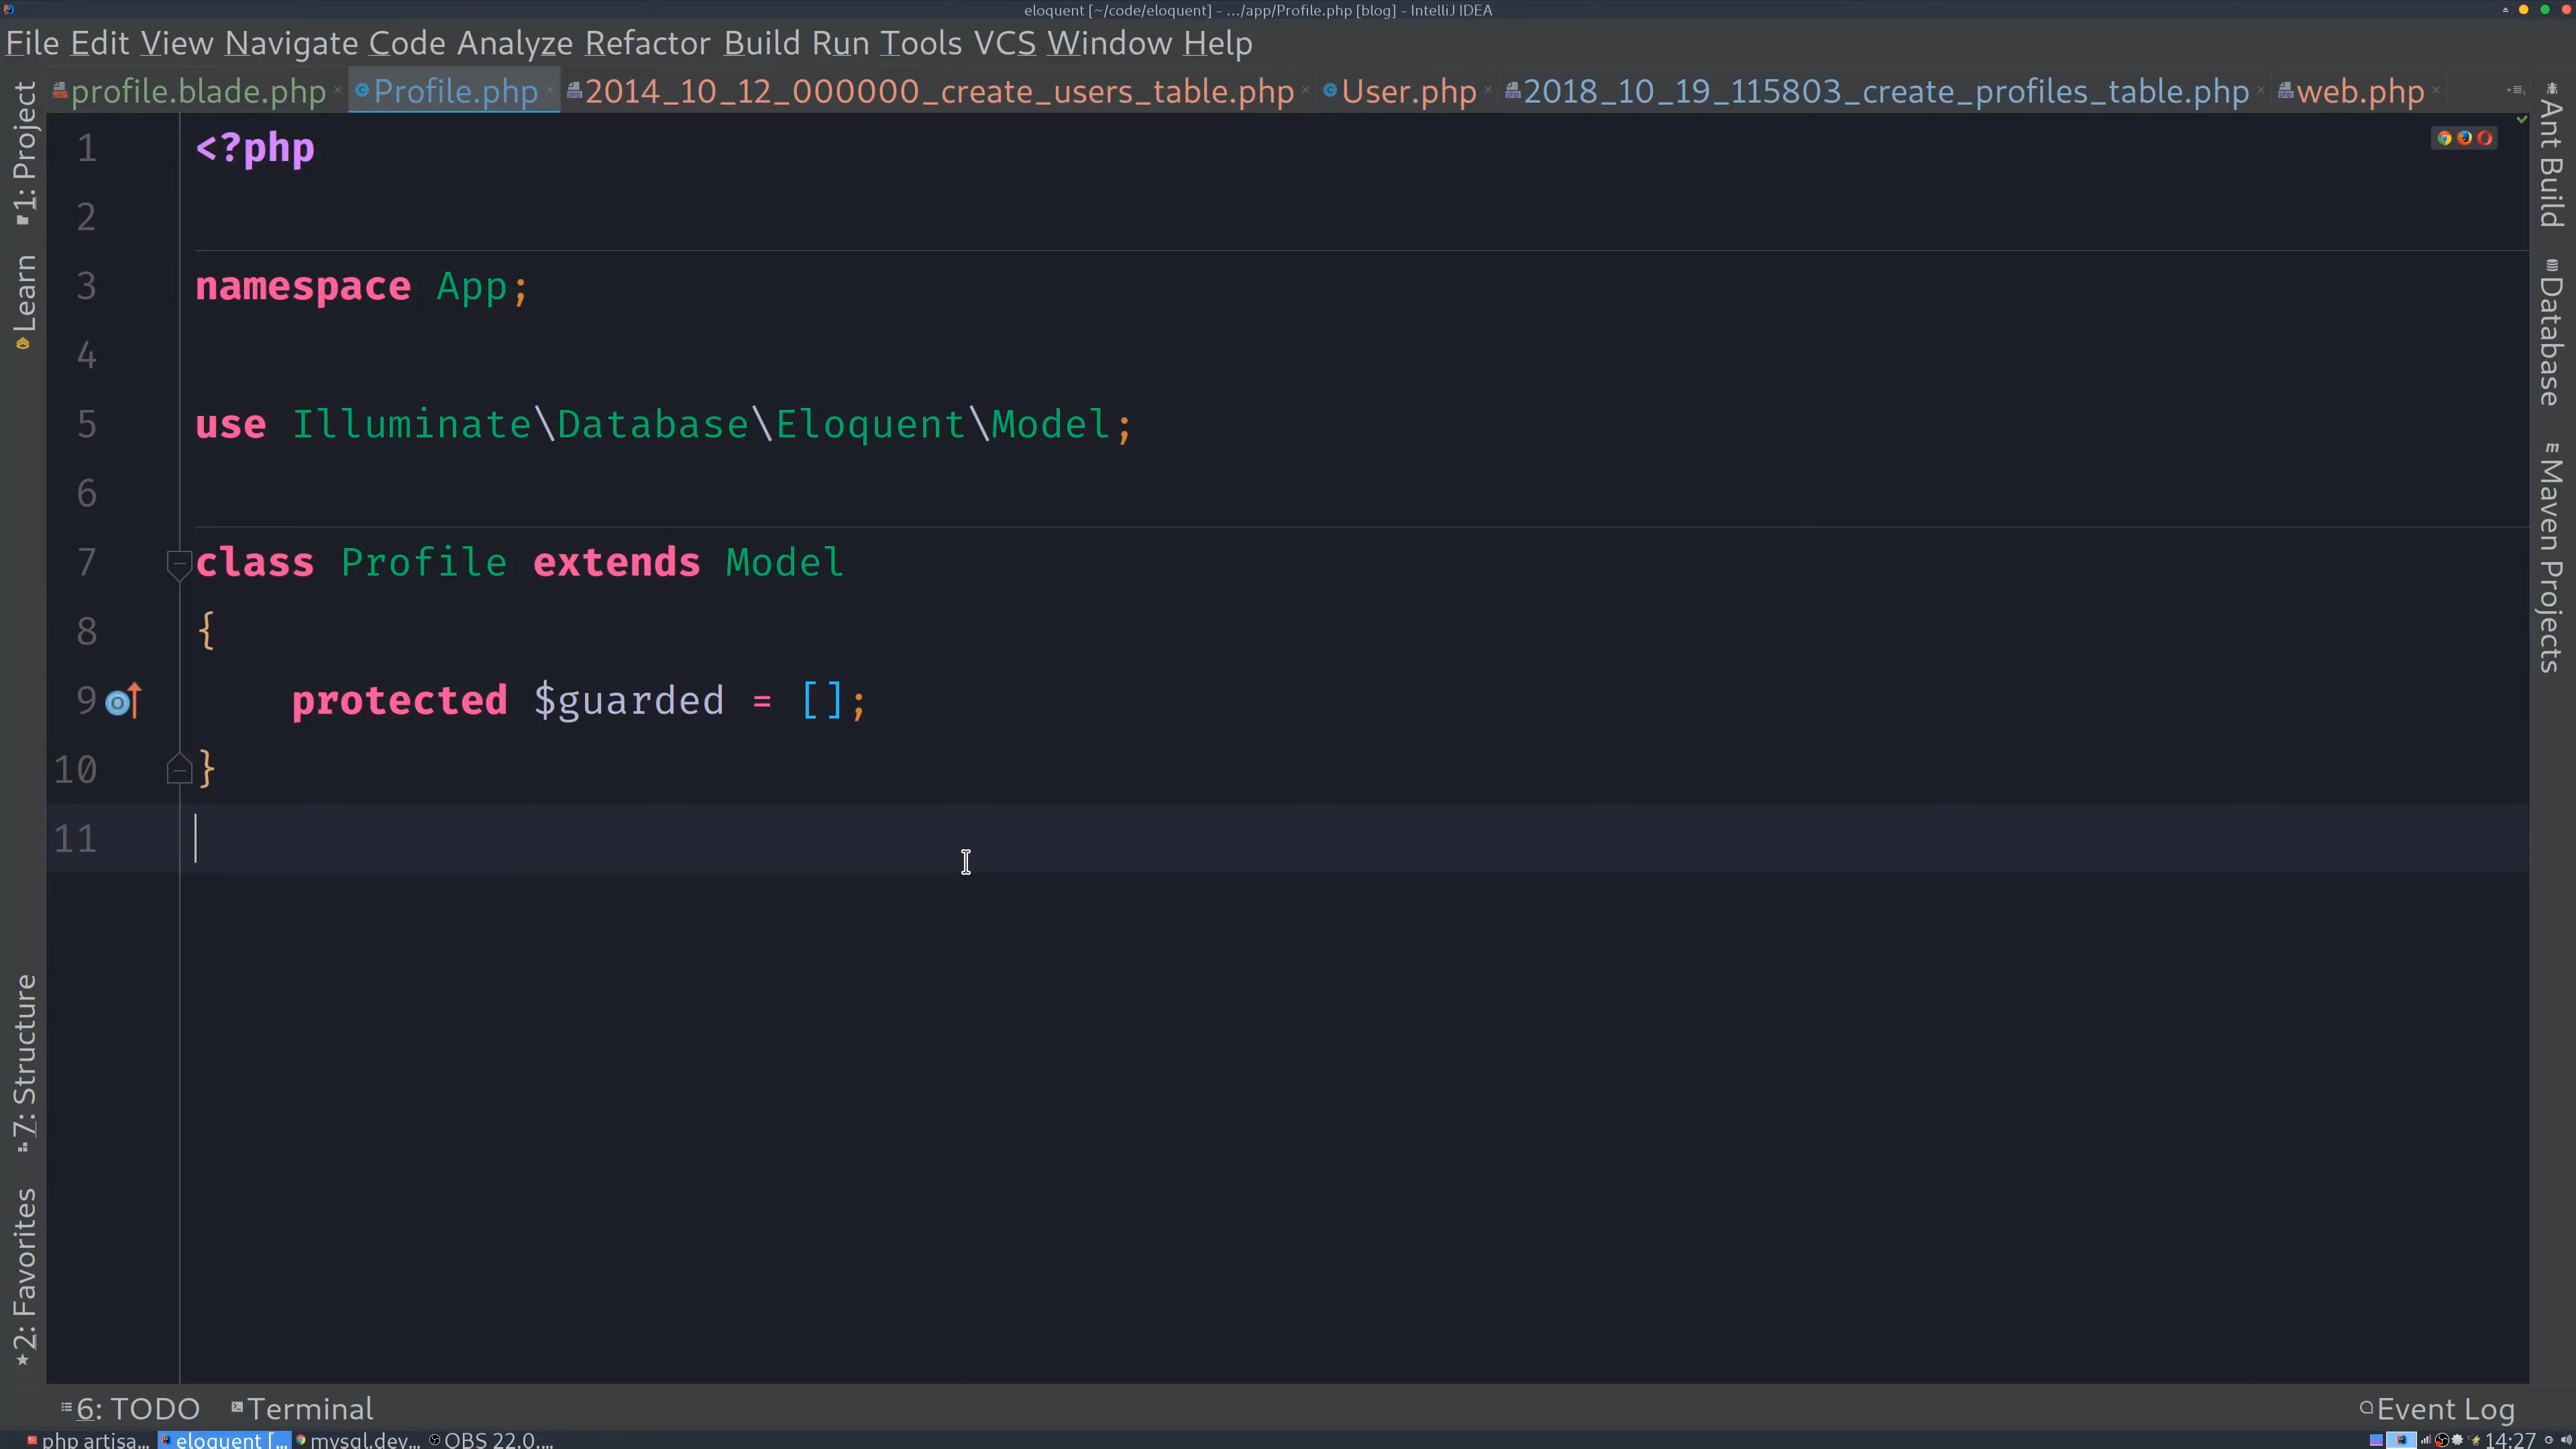 eloquent [~/code/eloquent] - .../app/Profile.php [blog] - IntelliJ IDEA
File Edit View Navigate Code Analyze Refactor Build Run Tools VCS Window Help
profile.blade.php Profile.php 2014_10_12_000000_create_users_table.php User.php 2018_10_19_115803_create_profiles_table.php web.php
1: Project
Learn
7: Structure
2: Favorites
1 <?php
2
3 namespace App;
4
5 use Illuminate\Database\Eloquent\Model;
6
7 class Profile extends Model
8 {
9     protected $guarded = [];
10 }
11
Ant Build
Database
m Maven Projects
6: TODO Terminal Event Log
php artisa... eloquent [... mysql.dev... OBS 22.0.... 14:27